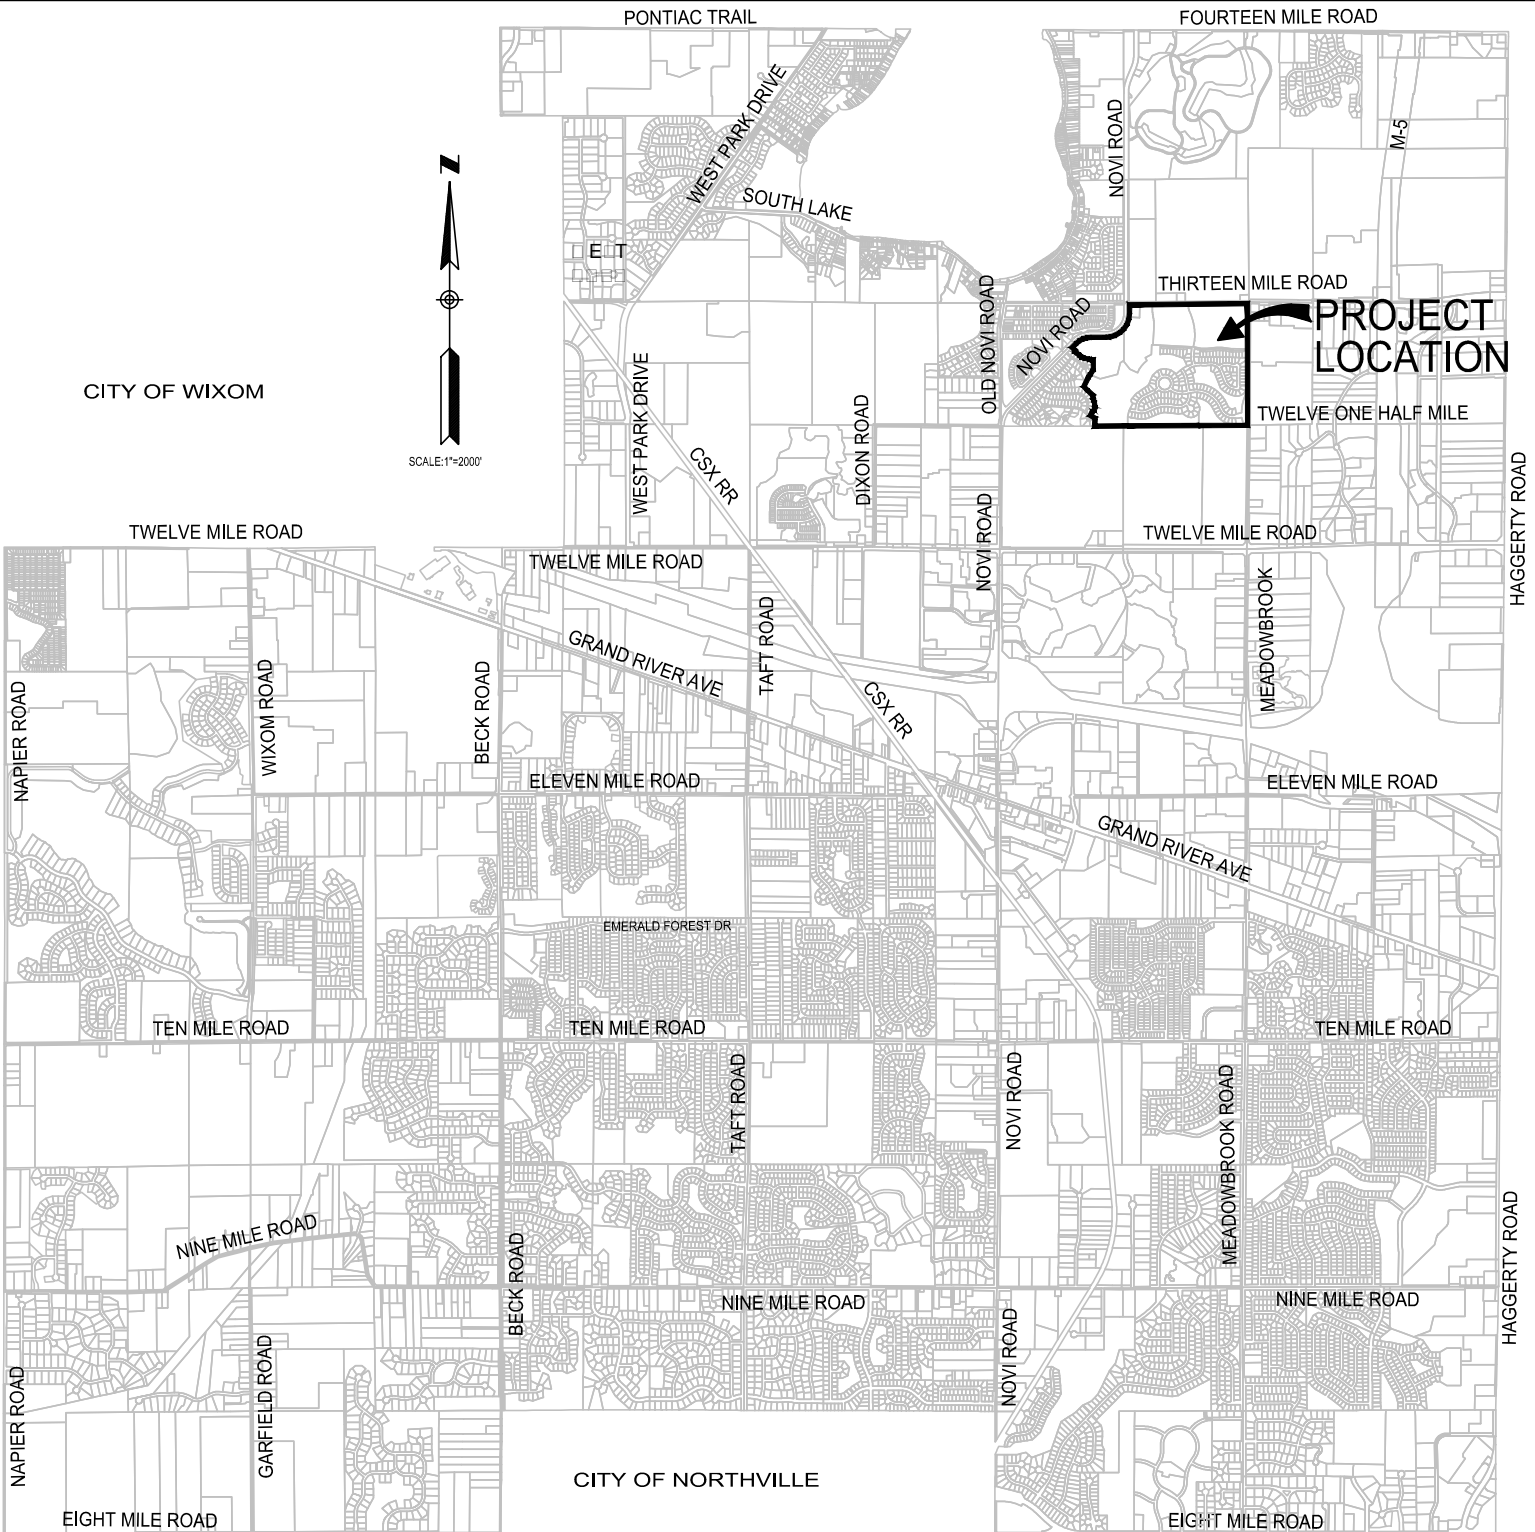 PONTIAC TRAIL
FOURTEEN MILE ROAD
WEST PARK DRIVE
NOVI ROAD
M-5
N
SOUTH LAKE
E T
THIRTEEN MILE ROAD
OLD NOVI ROAD
NOVI ROAD
PROJECT
LOCATION
CITY OF WIXOM
WEST PARK DRIVE
DIXON ROAD
TWELVE ONE HALF MILE
SCALE:1"=2000'
CSX RR
HAGGERTY ROAD
TWELVE MILE ROAD
TWELVE MILE ROAD
NOVI ROAD
TWELVE MILE ROAD
MEADOWBROOK
TAFT ROAD
GRAND RIVER AVE
NAPIER ROAD
WIXOM ROAD
BECK ROAD
CSX RR
ELEVEN MILE ROAD
ELEVEN MILE ROAD
GRAND RIVER AVE
EMERALD FOREST DR
TEN MILE ROAD
TEN MILE ROAD
TEN MILE ROAD
TAFT ROAD
NOVI ROAD
MEADOWBROOK ROAD
NINE MILE ROAD
BECK ROAD
HAGGERTY ROAD
NINE MILE ROAD
NINE MILE ROAD
NAPIER ROAD
GARFIELD ROAD
NOVI ROAD
CITY OF NORTHVILLE
EIGHT MILE ROAD
EIGHT MILE ROAD